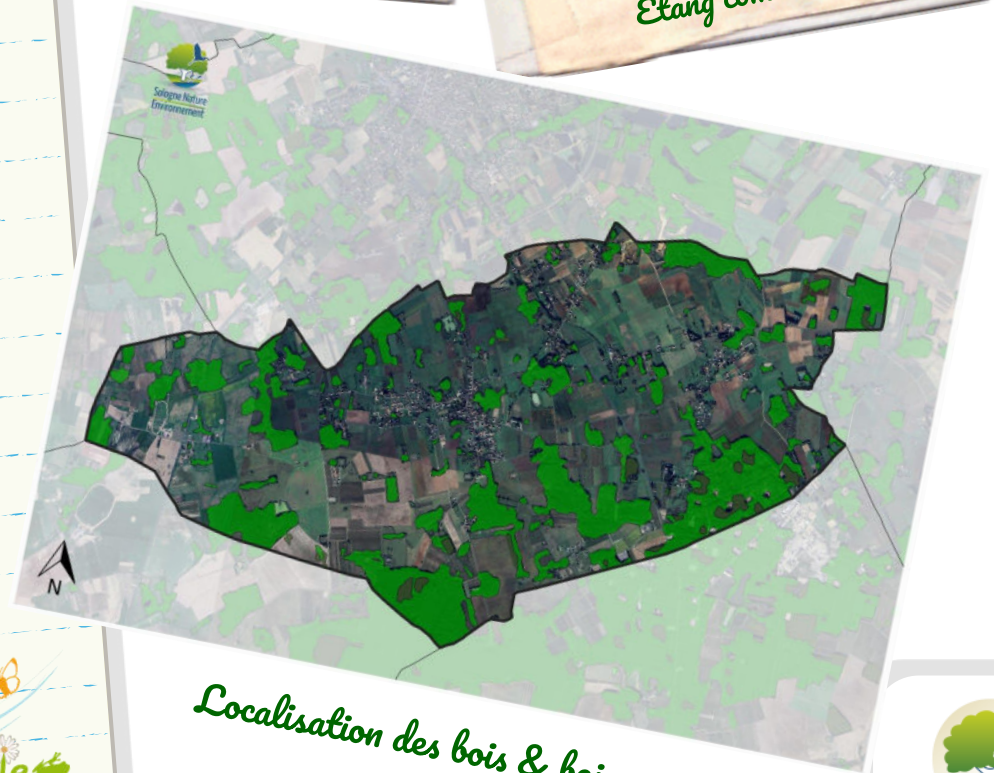 Etang
Sologne Nature
Environnement
N
Localisation des bois &